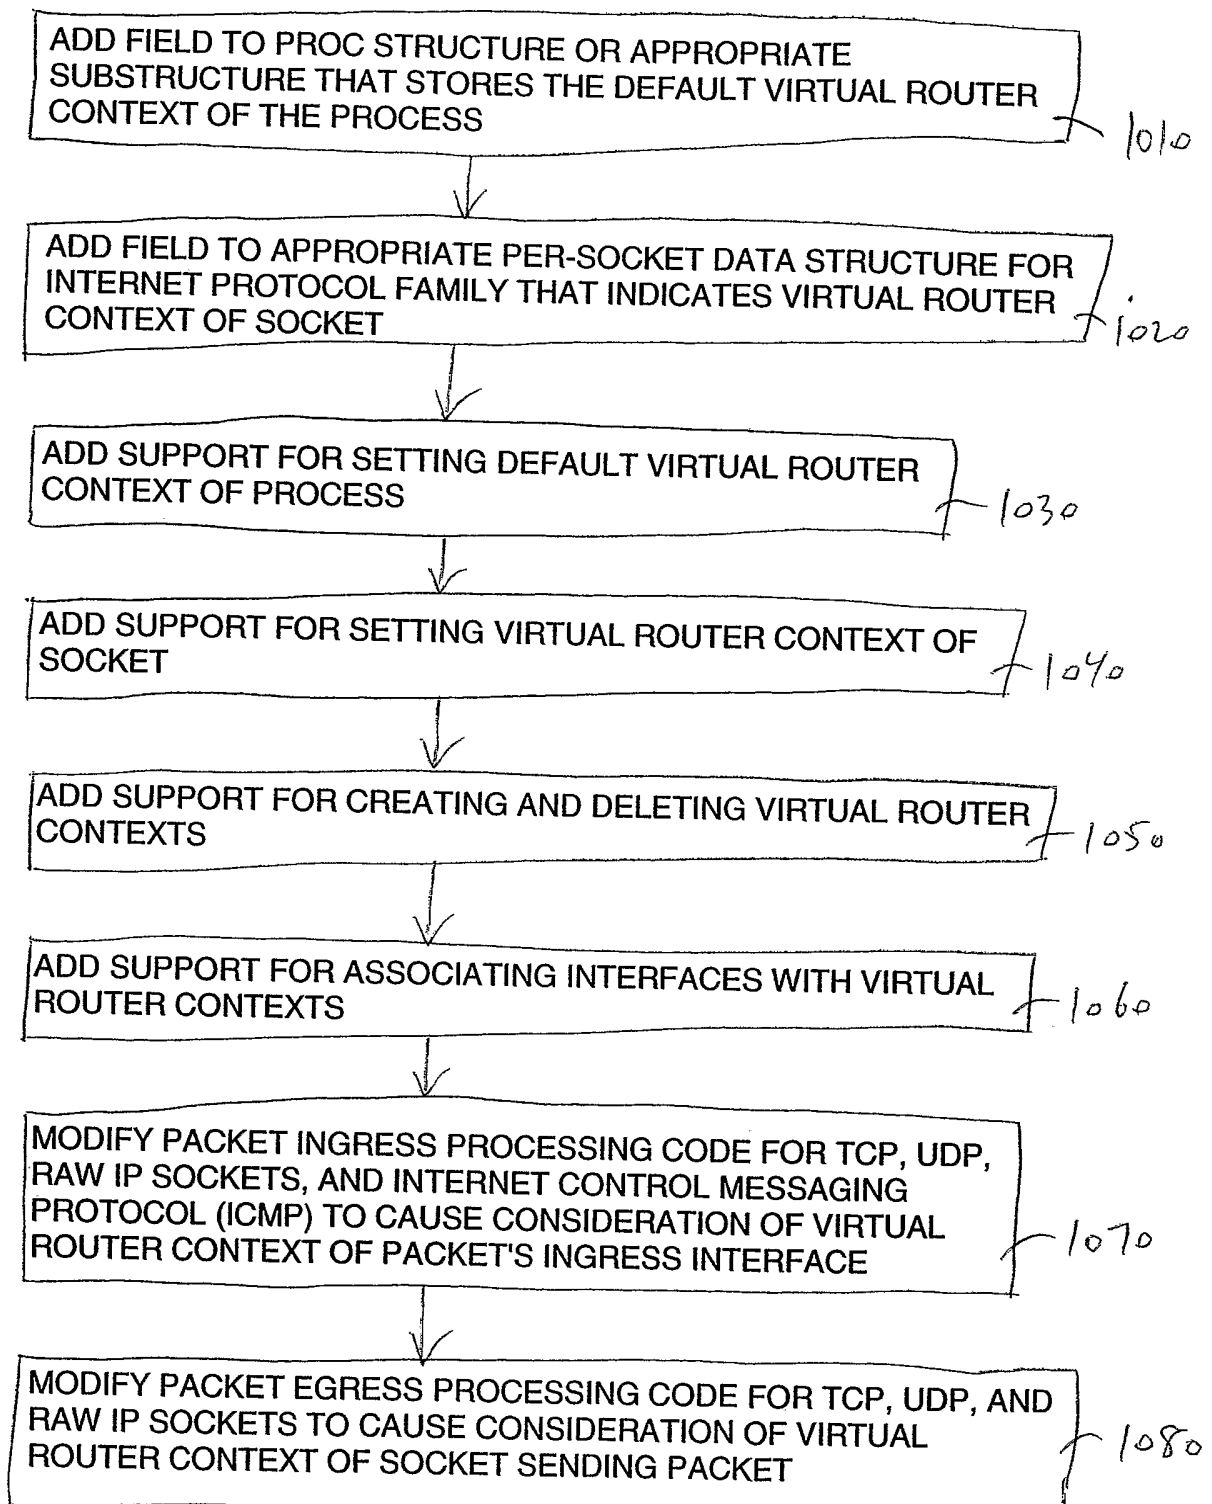 ADD FIELD TO PROC STRUCTURE OR APPROPRIATE
SUBSTRUCTURE THAT STORES THE DEFAULT VIRTUAL ROUTER
CONTEXT OF THE PROCESS
1010
ADD FIELD TO APPROPRIATE PER-SOCKET DATA STRUCTURE FOR
INTERNET PROTOCOL FAMILY THAT INDICATES VIRTUAL ROUTER
CONTEXT OF SOCKET
1020
ADD SUPPORT FOR SETTING DEFAULT VIRTUAL ROUTER
CONTEXT OF PROCESS
1030
ADD SUPPORT FOR SETTING VIRTUAL ROUTER CONTEXT OF
SOCKET
1040
ADD SUPPORT FOR CREATING AND DELETING VIRTUAL ROUTER
CONTEXTS
1050
ADD SUPPORT FOR ASSOCIATING INTERFACES WITH VIRTUAL
ROUTER CONTEXTS
1060
MODIFY PACKET INGRESS PROCESSING CODE FOR TCP, UDP,
RAW IP SOCKETS, AND INTERNET CONTROL MESSAGING
PROTOCOL (ICMP) TO CAUSE CONSIDERATION OF VIRTUAL
ROUTER CONTEXT OF PACKET'S INGRESS INTERFACE
1070
MODIFY PACKET EGRESS PROCESSING CODE FOR TCP, UDP, AND
RAW IP SOCKETS TO CAUSE CONSIDERATION OF VIRTUAL
ROUTER CONTEXT OF SOCKET SENDING PACKET
1080